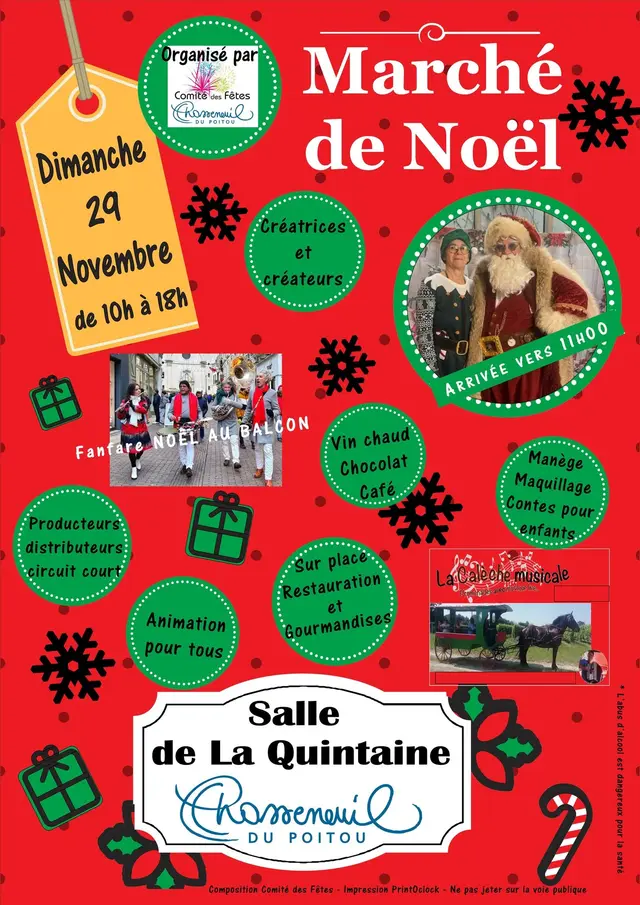 Organisé par
Comité des Fêtes
Chasseneuil
DU POITOU
Marché
de Noël
Dimanche
29
Novembre
de 10h à 18h
Créatrices
et
créateurs
ARRIVÉE VERS 11H00
Fanfare NOËL AU BALCON
Vin chaud
Chocolat
Café
Manège
Maquillage
Contes pour
enfants
Producteurs
distributeurs
circuit court
Sur place
Restauration
et
Gourmandises
La Calèche musicale
Animation
pour tous
Salle
de La Quintaine
Chasseneuil
DU POITOU
* L'abus d'alcool est dangereux pour la santé.
Composition Comité des Fêtes - Impression PrintOclock - Ne pas jeter sur la voie publique